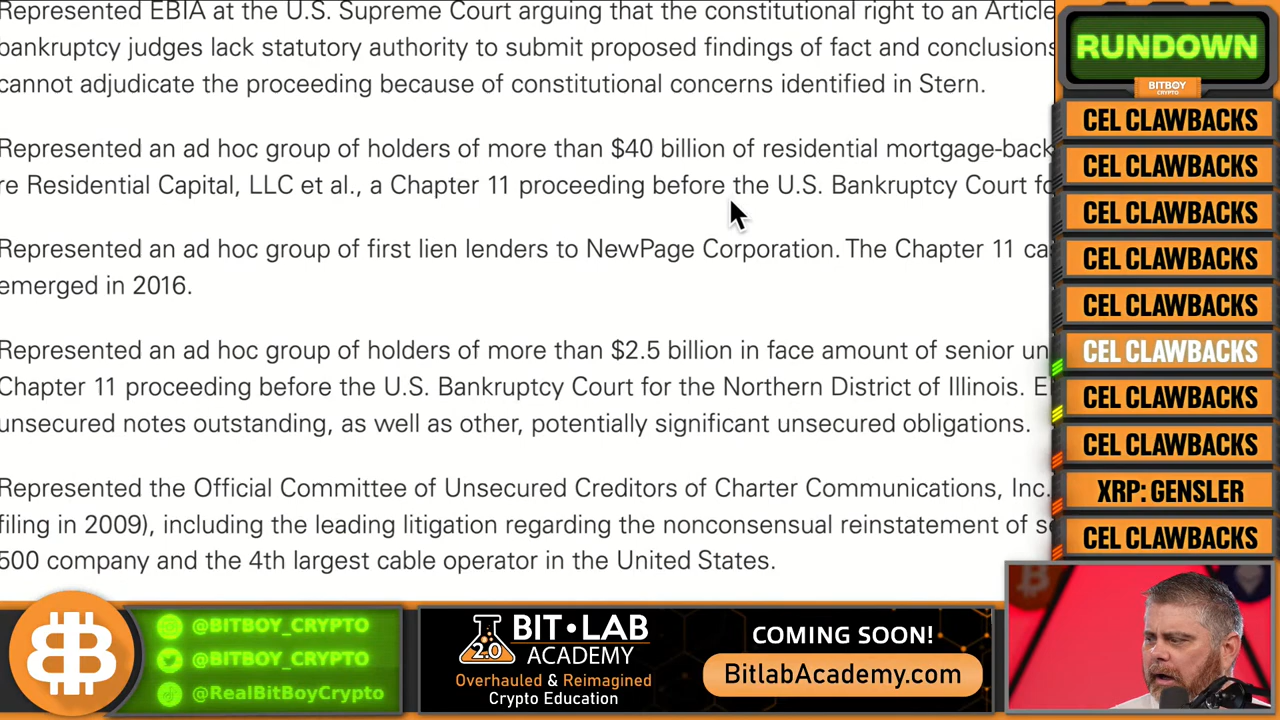 Represented EBIA at the U.S. Supreme Court arguing that the constitutional right to an Article
bankruptcy judges lack statutory authority to submit proposed findings of fact and conclusions
cannot adjudicate the proceeding because of constitutional concerns identified in Stern.
Represented an ad hoc group of holders of more than $40 billion of residential mortgage-back
re Residential Capital, LLC et al., a Chapter 11 proceeding before the U.S. Bankruptcy Court fo
Represented an ad hoc group of first lien lenders to NewPage Corporation. The Chapter 11 ca
emerged in 2016.
Represented an ad hoc group of holders of more than $2.5 billion in face amount of senior un
Chapter 11 proceeding before the U.S. Bankruptcy Court for the Northern District of Illinois. E
unsecured notes outstanding, as well as other, potentially significant unsecured obligations.
Represented the Official Committee of Unsecured Creditors of Charter Communications, Inc.
filing in 2009), including the leading litigation regarding the nonconsensual reinstatement of se
500 company and the 4th largest cable operator in the United States.
RUNDOWN
BITBOY
CRYPTO
CEL CLAWBACKS
CEL CLAWBACKS
CEL CLAWBACKS
CEL CLAWBACKS
CEL CLAWBACKS
CEL CLAWBACKS
CEL CLAWBACKS
CEL CLAWBACKS
XRP: GENSLER
CEL CLAWBACKS
@BITBOY_CRYPTO
@BITBOY_CRYPTO
@RealBitBoyCrypto
2.0
BIT•LAB
ACADEMY
Overhauled & Reimagined
Crypto Education
COMING SOON!
BitlabAcademy.com